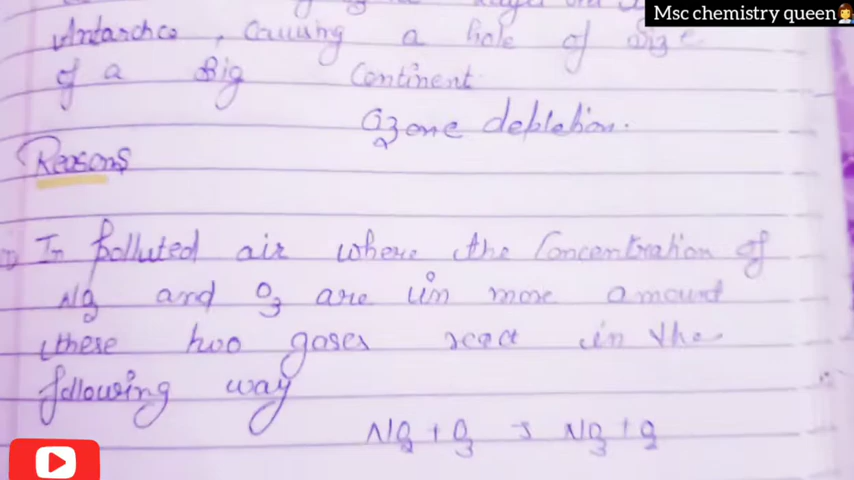 Msc chemistry queen👩‍🔬
Antarctica, Causing a hole of size
of a Big Continent
Ozone depletion.
Reasons
In Polluted air where the Concentration of
NO2 and O3 are in more amount
these two gases react in the
following way
NO2 + O3 → NO3 + O2